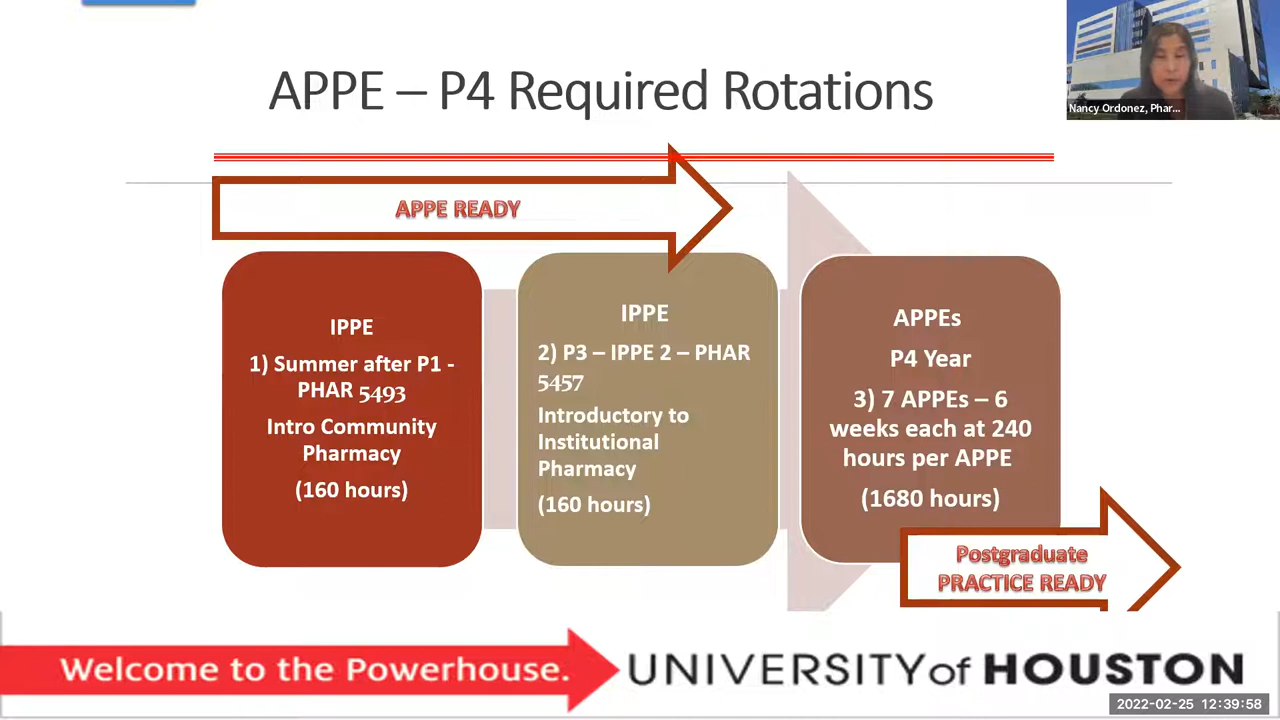 APPE – P4 Required Rotations
Nancy Ordonez, Phar...
APPE READY
IPPE
1) Summer after P1 -
PHAR 5493
Intro Community
Pharmacy
(160 hours)
IPPE
2) P3 – IPPE 2 – PHAR
5457
Introductory to
Institutional
Pharmacy
(160 hours)
APPEs
P4 Year
3) 7 APPEs – 6
weeks each at 240
hours per APPE
(1680 hours)
Postgraduate
PRACTICE READY
Welcome to the Powerhouse.
UNIVERSITY of HOUSTON
2022-02-25 12:39:58